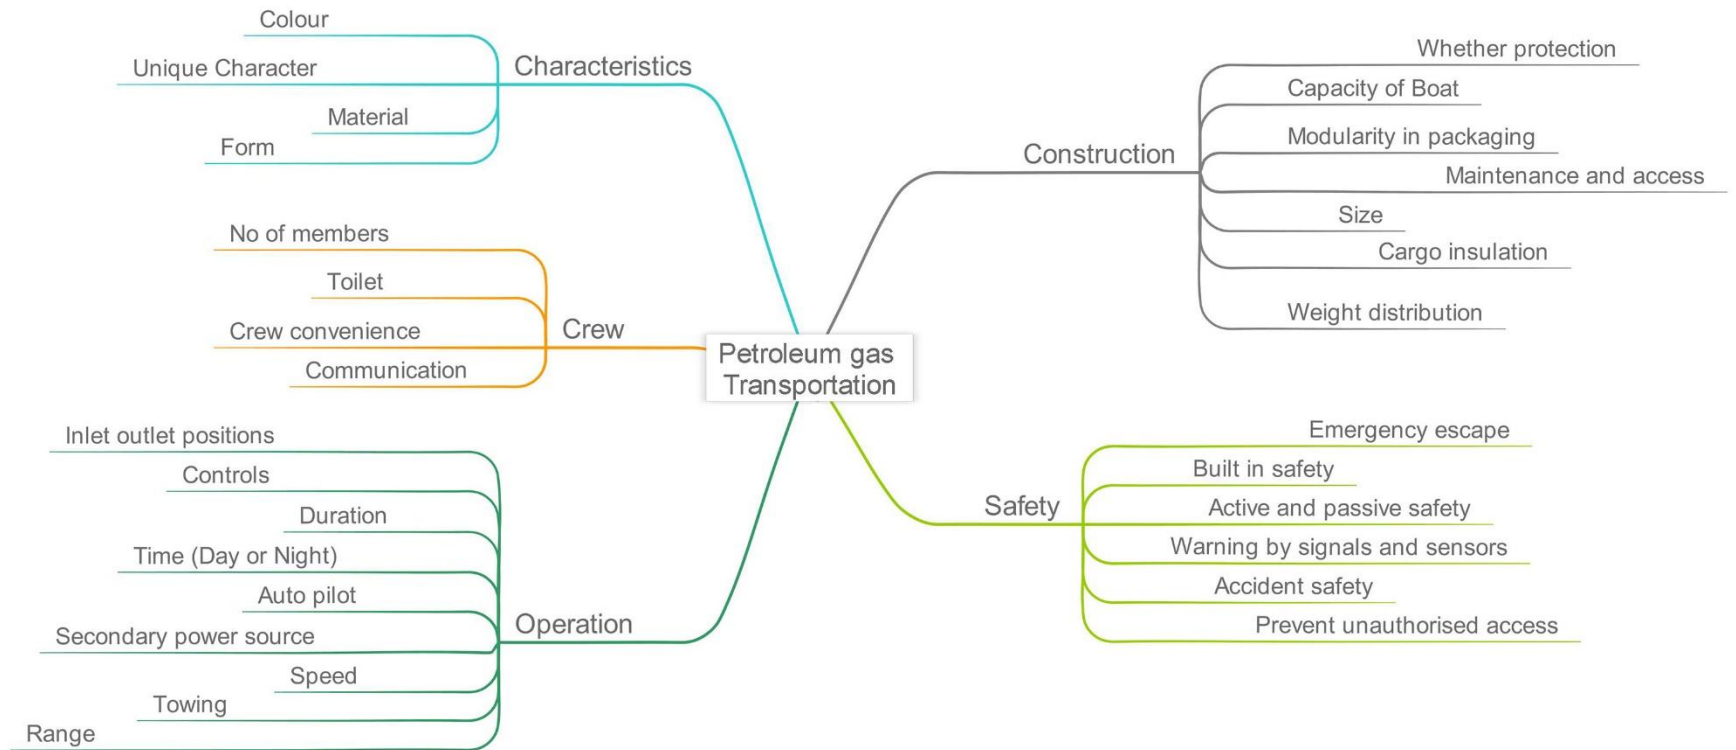 Petroleum gas
Transportation
Characteristics
Colour
Unique Character
Material
Form
Crew
No of members
Toilet
Crew convenience
Communication
Operation
Inlet outlet positions
Controls
Duration
Time (Day or Night)
Auto pilot
Secondary power source
Speed
Towing
Range
Construction
Whether protection
Capacity of Boat
Modularity in packaging
Maintenance and access
Size
Cargo insulation
Weight distribution
Safety
Emergency escape
Built in safety
Active and passive safety
Warning by signals and sensors
Accident safety
Prevent unauthorised access